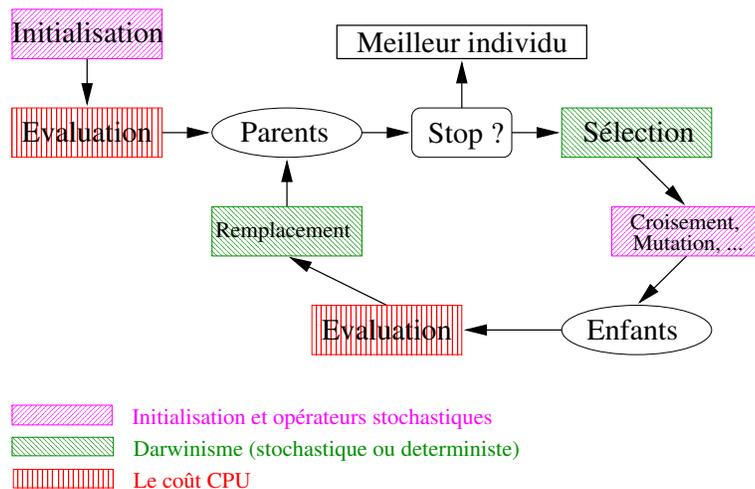 Initialisation
Meilleur individu
Evaluation
Parents
Stop ?
Sélection
Remplacement
Croisement,
Mutation, ...
Evaluation
Enfants
Initialisation et opérateurs stochastiques
Darwinisme (stochastique ou deterministe)
Le coût CPU